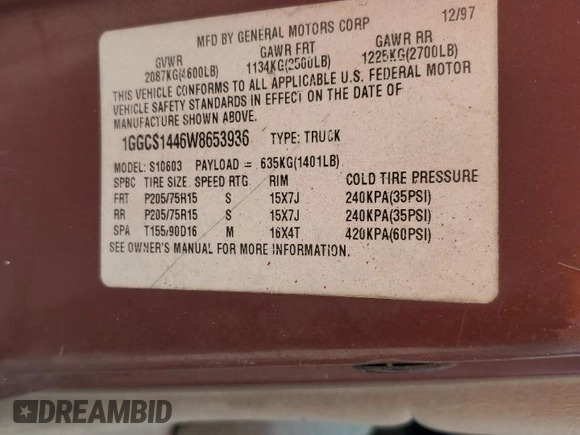 MFD BY GENERAL MOTORS CORP 12/97
GVWR GAWR FRT GAWR RR
2087KG(4600LB) 1134KG(2500LB) 1225KG(2700LB)
THIS VEHICLE CONFORMS TO ALL APPLICABLE U.S. FEDERAL MOTOR
VEHICLE SAFETY STANDARDS IN EFFECT ON THE DATE OF
MANUFACTURE SHOWN ABOVE.
1GGCS1446W8653936 TYPE: TRUCK
MODEL: S10603 PAYLOAD = 635KG(1401LB)
SPBC TIRE SIZE SPEED RTG RIM COLD TIRE PRESSURE
FRT P205/75R15 S 15X7J 240KPA(35PSI)
RR P205/75R15 S 15X7J 240KPA(35PSI)
SPA T155/90D16 M 16X4T 420KPA(60PSI)
SEE OWNER'S MANUAL FOR MORE INFORMATION.
DREAMBID